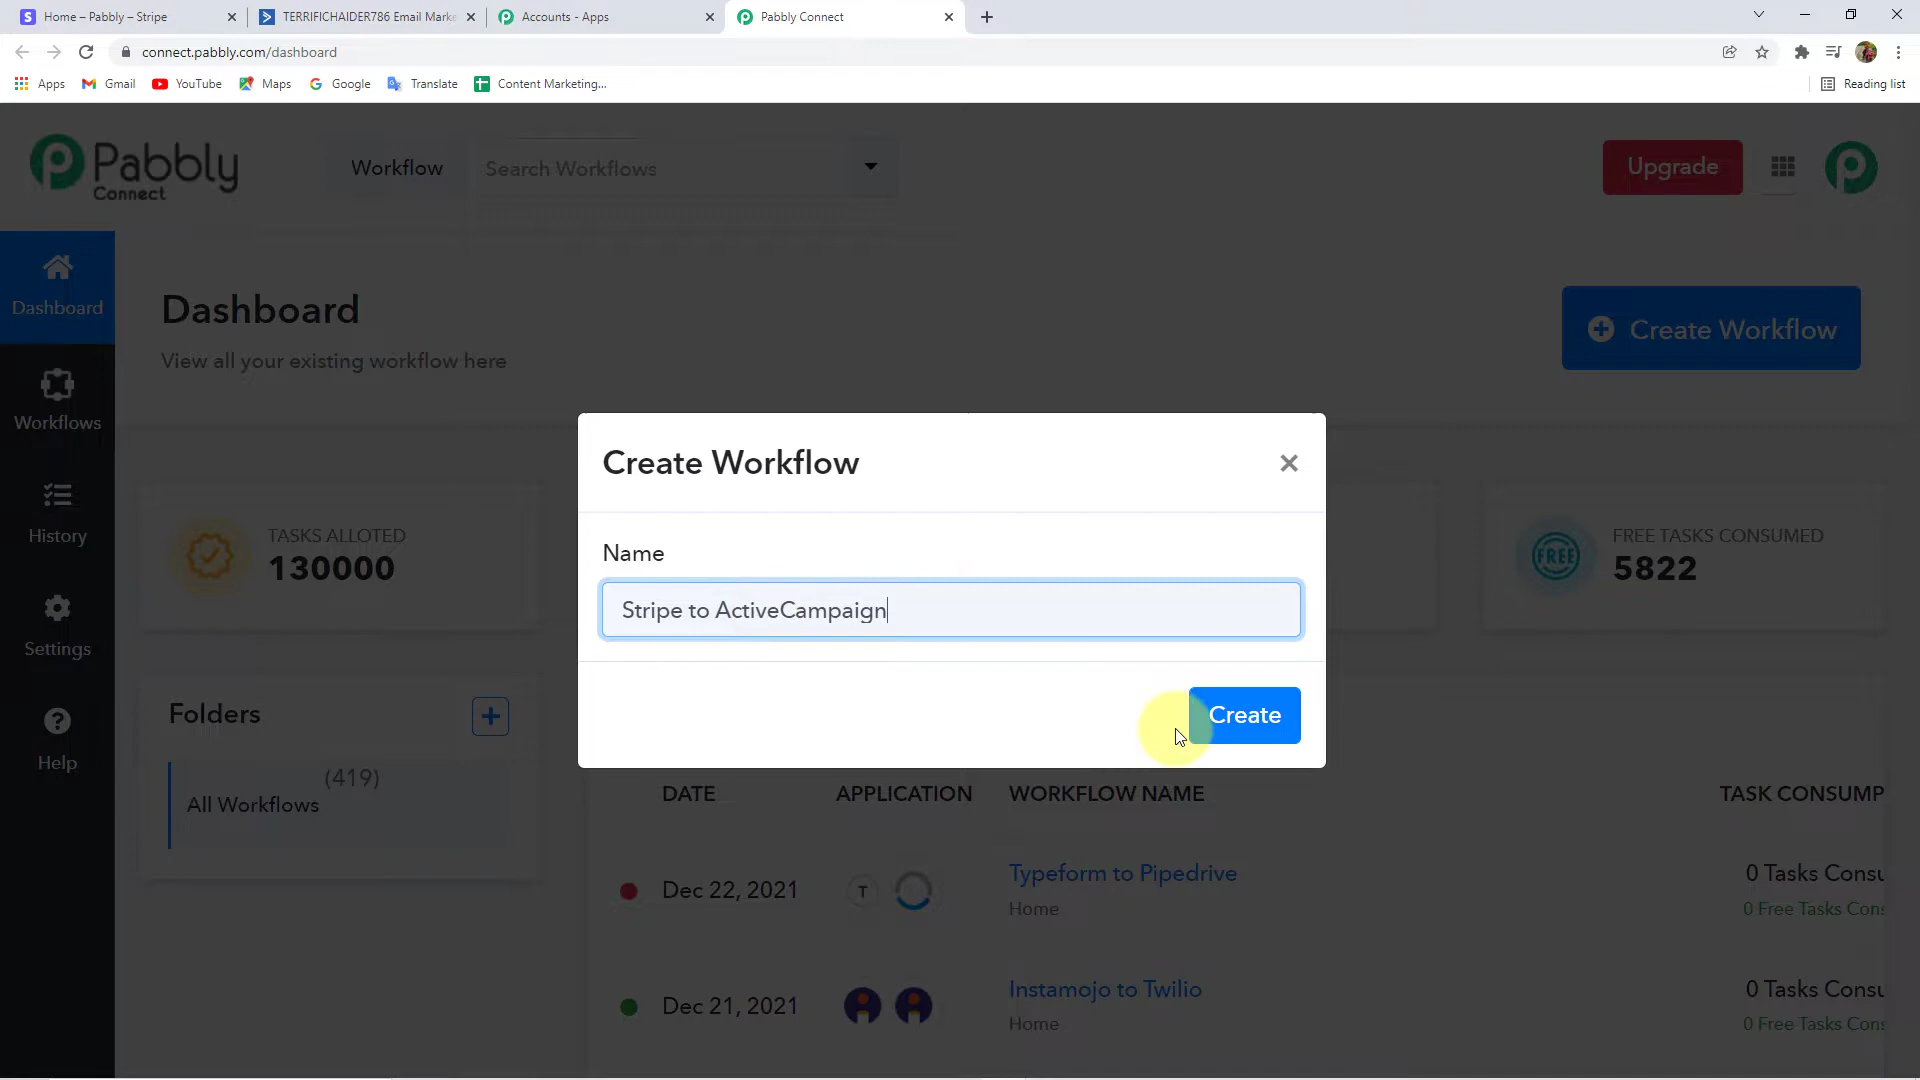 Home – Pabbly – Stripe
TERRIFICHAIDER786 Email Marke
Accounts - Apps
Pabbly Connect
connect.pabbly.com/dashboard
Apps
Gmail
YouTube
Maps
Google
Translate
Content Marketing...
Reading list
Pabbly
Connect
Workflow
Search Workflows
Upgrade
Dashboard
Workflows
History
Settings
Help
Dashboard
View all your existing workflow here
Create Workflow
TASKS ALLOTED
130000
FREE
FREE TASKS CONSUMED
5822
Create Workflow
Name
Stripe to ActiveCampaign
Create
Folders
(419)
All Workflows
DATE
APPLICATION
WORKFLOW NAME
TASK CONSUMP
Dec 22, 2021
T
Typeform to Pipedrive
Home
0 Tasks Consu
0 Free Tasks Cons
Dec 21, 2021
Instamojo to Twilio
Home
0 Tasks Consu
0 Free Tasks Cons